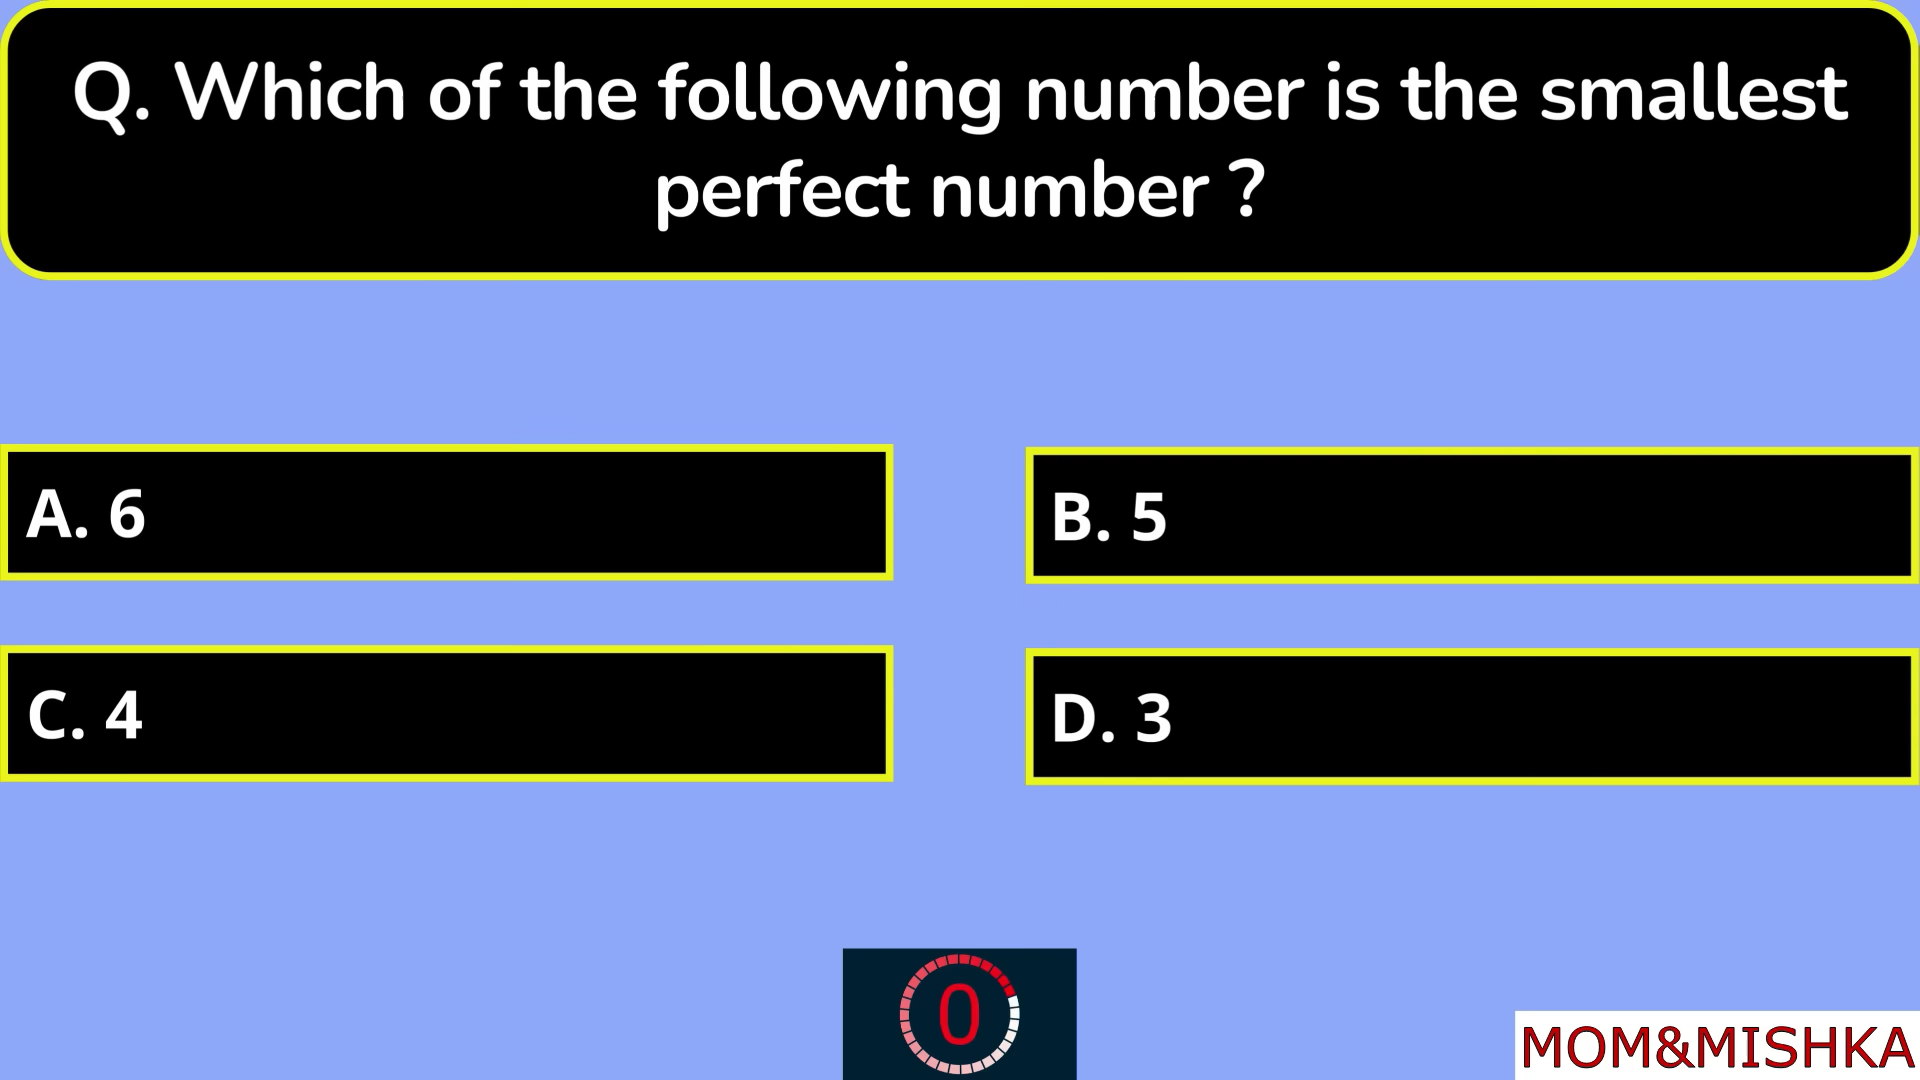 Q. Which of the following number is the smallest
perfect number ?
A. 6
B. 5
C. 4
D. 3
0
MOM&MISHKA